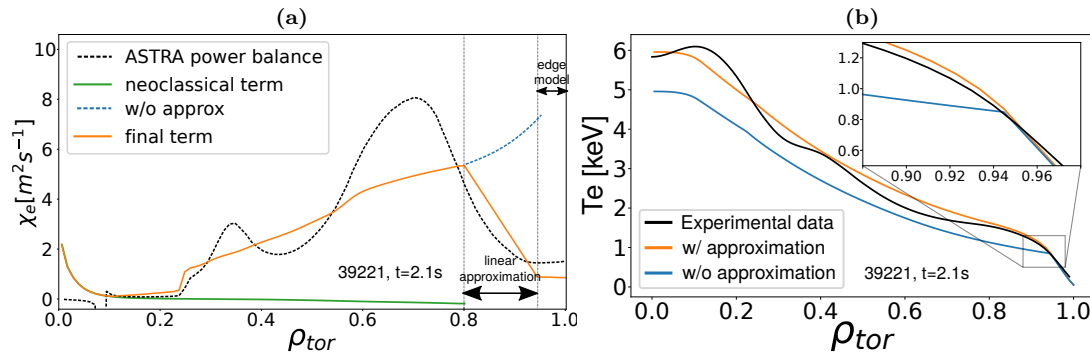 (a)
10
8
6
4
2
0
χe[m²s⁻¹]
ASTRA power balance
neoclassical term
w/o approx
final term
edge
model
39221, t=2.1s
linear
approximation
0.0 0.2 0.4 0.6 0.8 1.0
ρtor
(b)
6
5
4
3
2
1
0
Te [keV]
1.2
1.0
0.8
0.6
0.90 0.92 0.94 0.96
Experimental data
w/ approximation
w/o approximation
39221, t=2.1s
0.0 0.2 0.4 0.6 0.8 1.0
ρtor